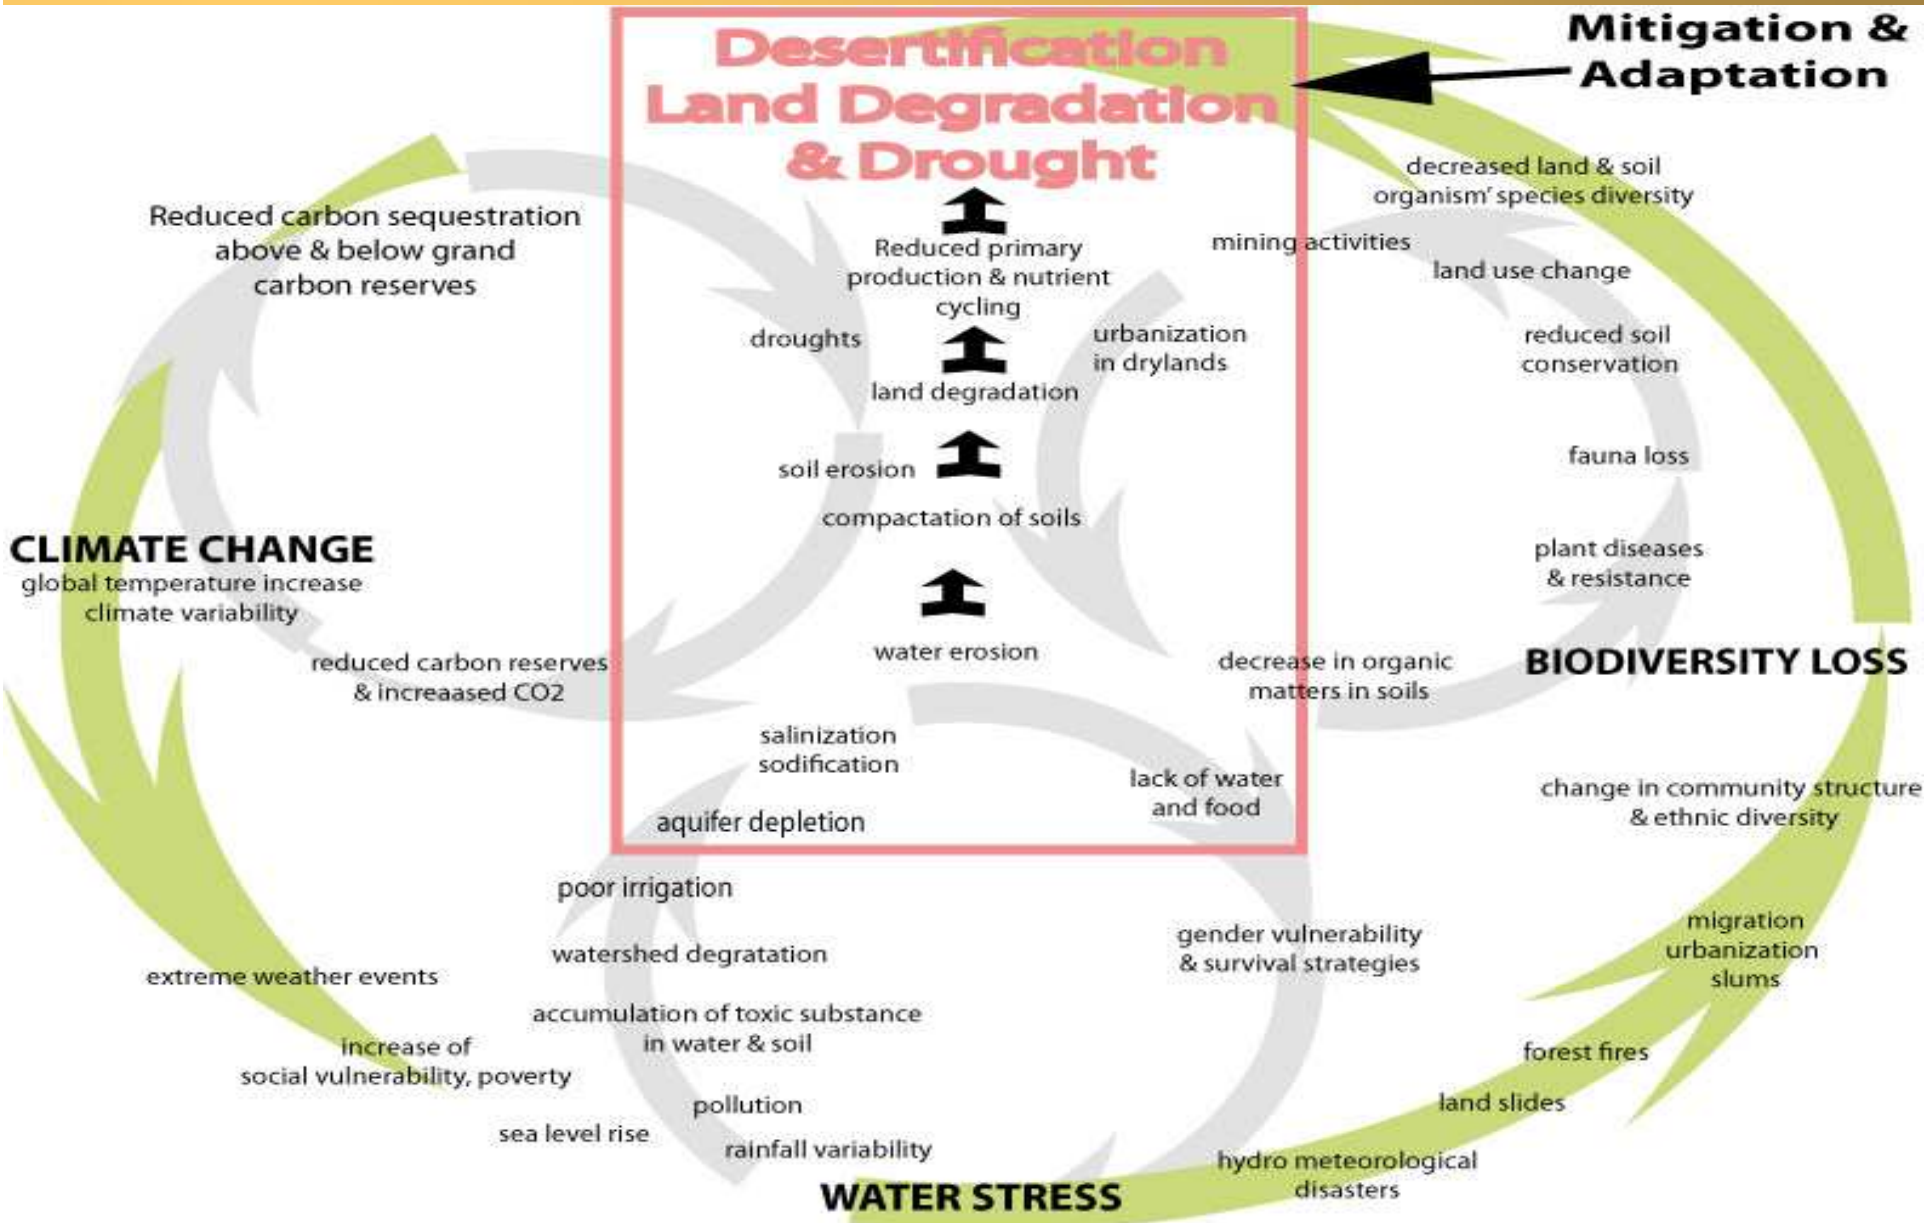 Mitigation &
Adaptation
Desertification
Land Degradation
& Drought
decreased land & soil
organism' species diversity
Reduced carbon sequestration
above & below grand
carbon reserves
Reduced primary
production & nutrient
cycling
mining activities
land use change
droughts
urbanization
in drylands
reduced soil
conservation
land degradation
soil erosion
fauna loss
compactation of soils
CLIMATE CHANGE
global temperature increase
climate variability
plant diseases
& resistance
water erosion
reduced carbon reserves
& increaased CO2
decrease in organic
matters in soils
BIODIVERSITY LOSS
salinization
sodification
lack of water
and food
change in community structure
& ethnic diversity
aquifer depletion
poor irrigation
watershed degratation
gender vulnerability
& survival strategies
migration
urbanization
slums
extreme weather events
accumulation of toxic substance
in water & soil
increase of
social vulnerability, poverty
forest fires
pollution
land slides
sea level rise
rainfall variability
hydro meteorological
disasters
WATER STRESS